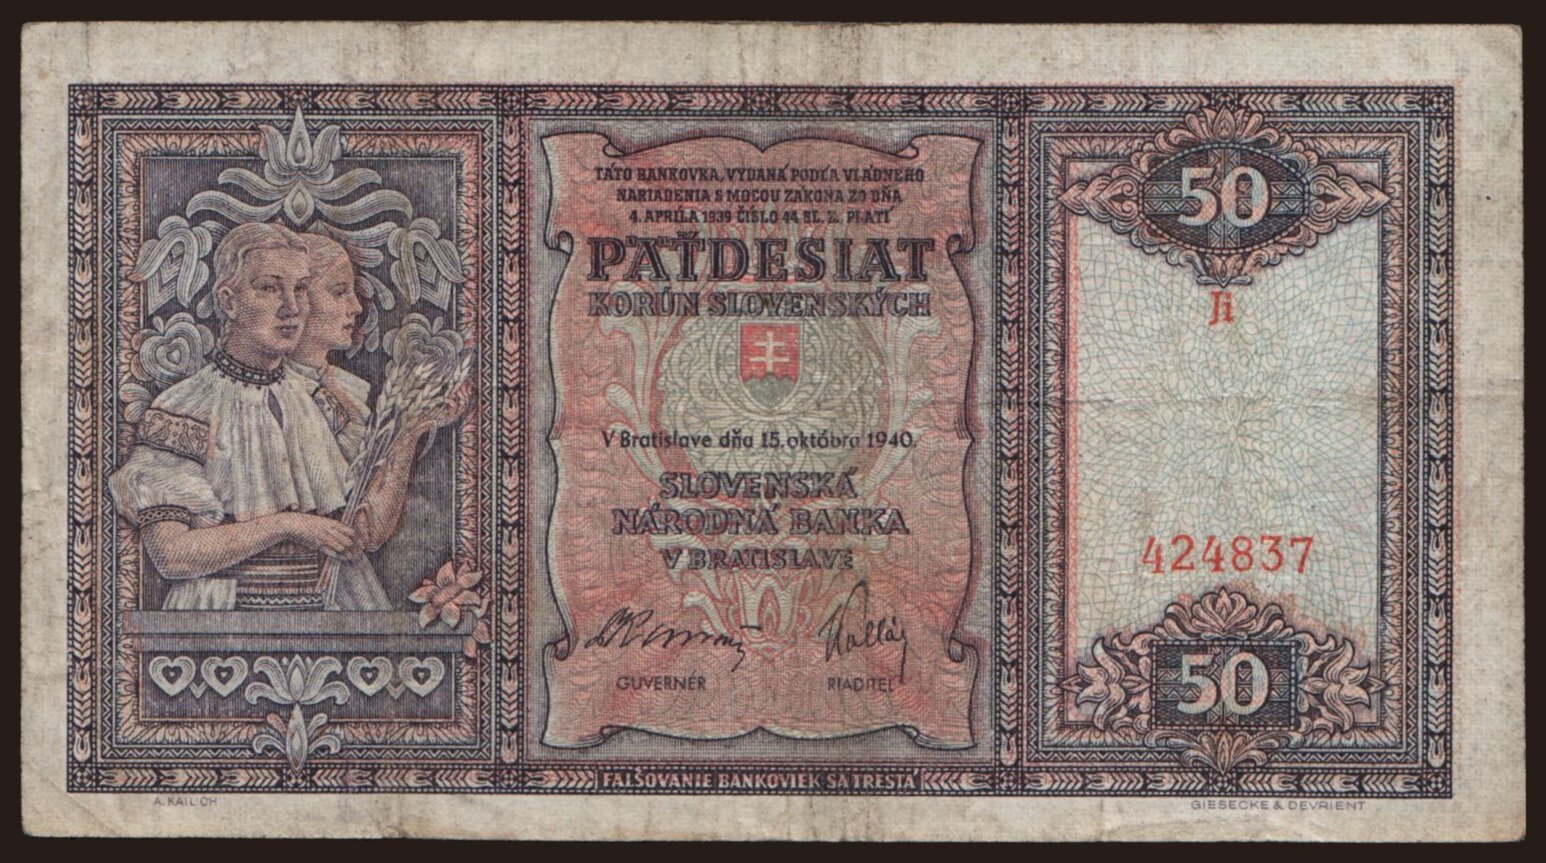 TÁTO BANKOVKA, VYDANÁ PODĽA VLÁDNEHO
NARIADENIA S MOCOU ZÁKONA ZO DŇA
4. APRÍLA 1939 ČÍSLO 44 SL. Z. PLATÍ
PÄŤDESIAT
KORÚN SLOVENSKÝCH
V Bratislave dňa 15. októbra 1940.
SLOVENSKÁ
NÁRODNÁ BANKA
V BRATISLAVE
GUVERNÉR
RIADITEĽ
FALŠOVANIE BANKOVIEK SA TRESTÁ
50
Ji
424837
50
A. KAILICH
GIESECKE & DEVRIENT